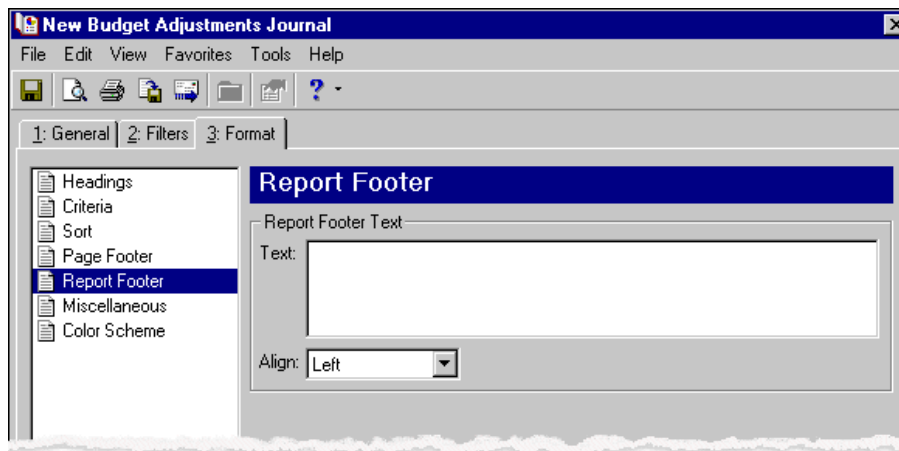 New Budget Adjustments Journal
File Edit View Favorites Tools Help
1: General 2: Filters 3: Format
Headings
Criteria
Sort
Page Footer
Report Footer
Miscellaneous
Color Scheme
Report Footer
Report Footer Text
Text:
Align: Left